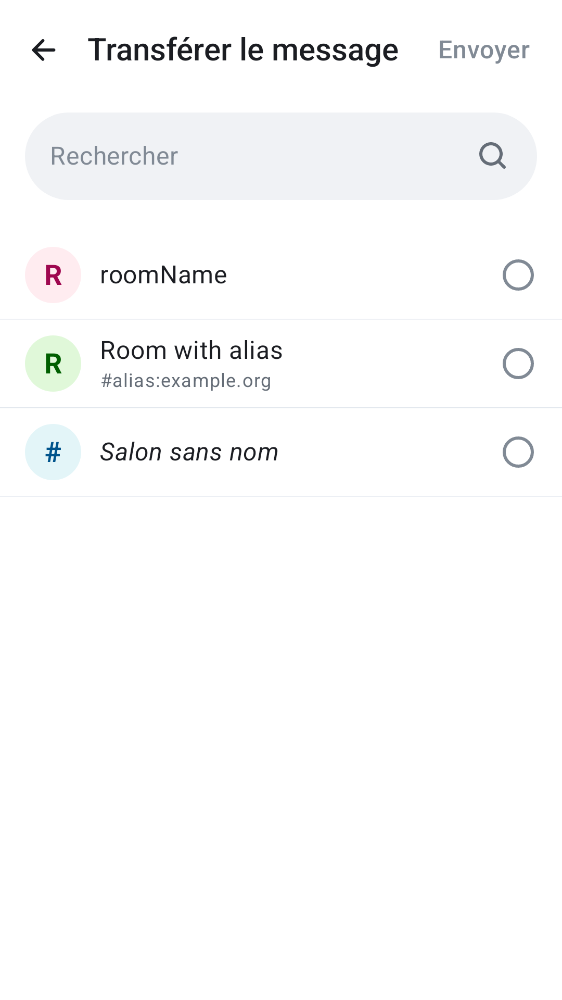 Transférer le message Envoyer
Rechercher
R roomName
R Room with alias
#alias:example.org
# Salon sans nom